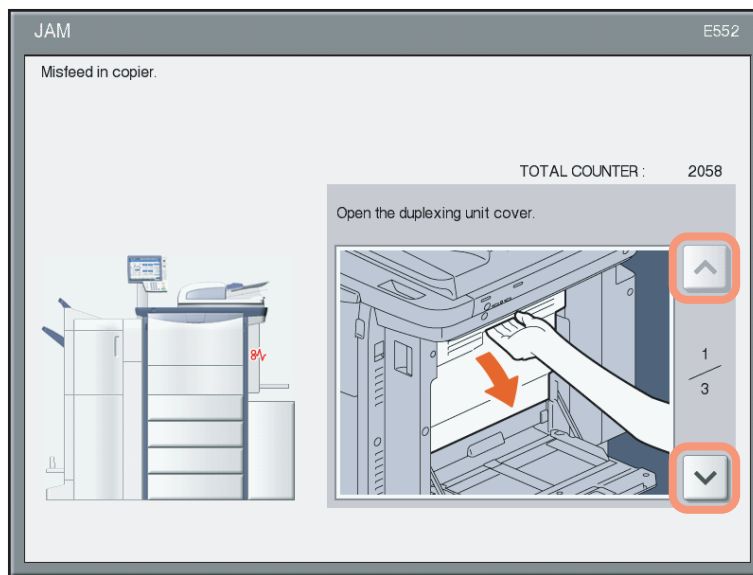 JAM
E552
Misfeed in copier.
TOTAL COUNTER : 2058
Open the duplexing unit cover.
1
3